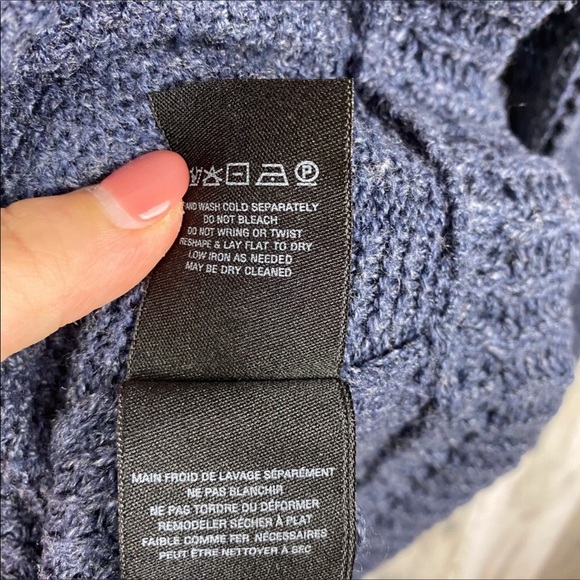 P
AND WASH COLD SEPARATELY
DO NOT BLEACH
DO NOT WRING OR TWIST
RESHAPE & LAY FLAT TO DRY
LOW IRON AS NEEDED
MAY BE DRY CLEANED
MAIN FROID DE LAVAGE SÉPARÉMENT
NE PAS BLANCHIR
NE PAS TORDRE OU DÉFORMER
REMODELER SÉCHER À PLAT
FAIBLE COMME FER NÉCESSAIRES
PEUT ÊTRE NETTOYER À SEC